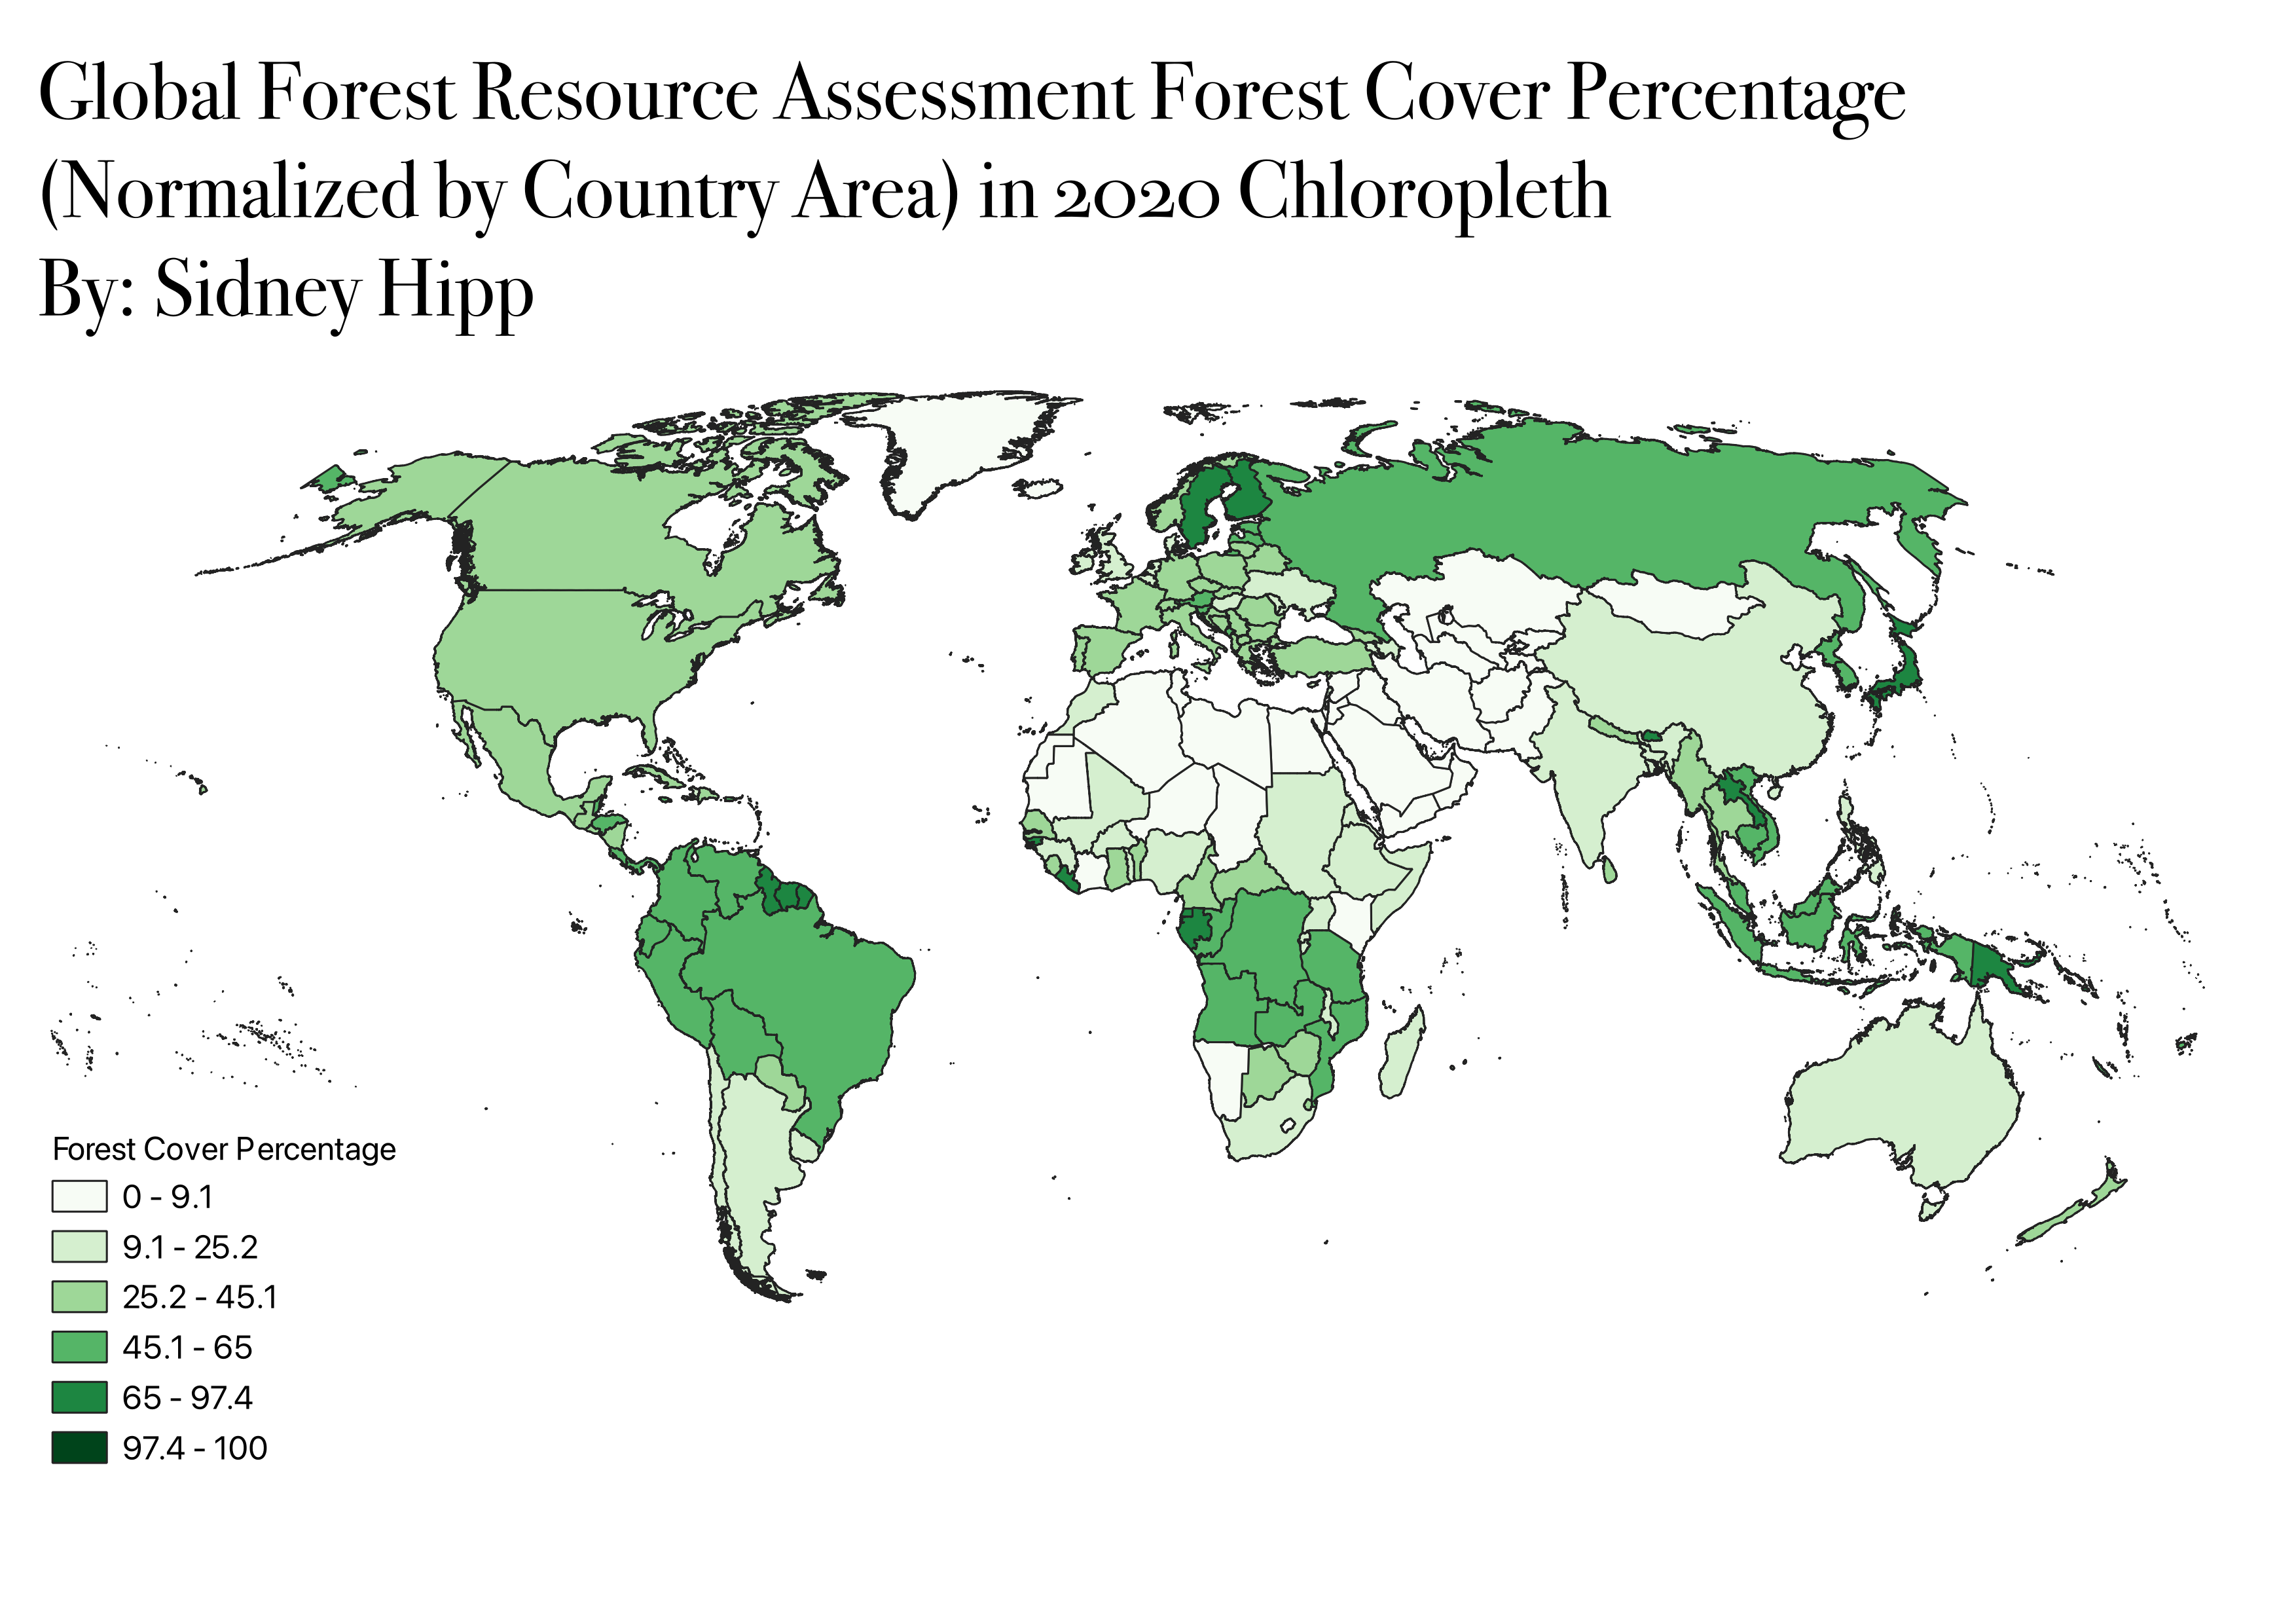 Global Forest Resource Assessment Forest Cover Percentage
(Normalized by Country Area) in 2020 Chloropleth
By: Sidney Hipp
Forest Cover Percentage
0 - 9.1
9.1 - 25.2
25.2 - 45.1
45.1 - 65
65 - 97.4
97.4 - 100